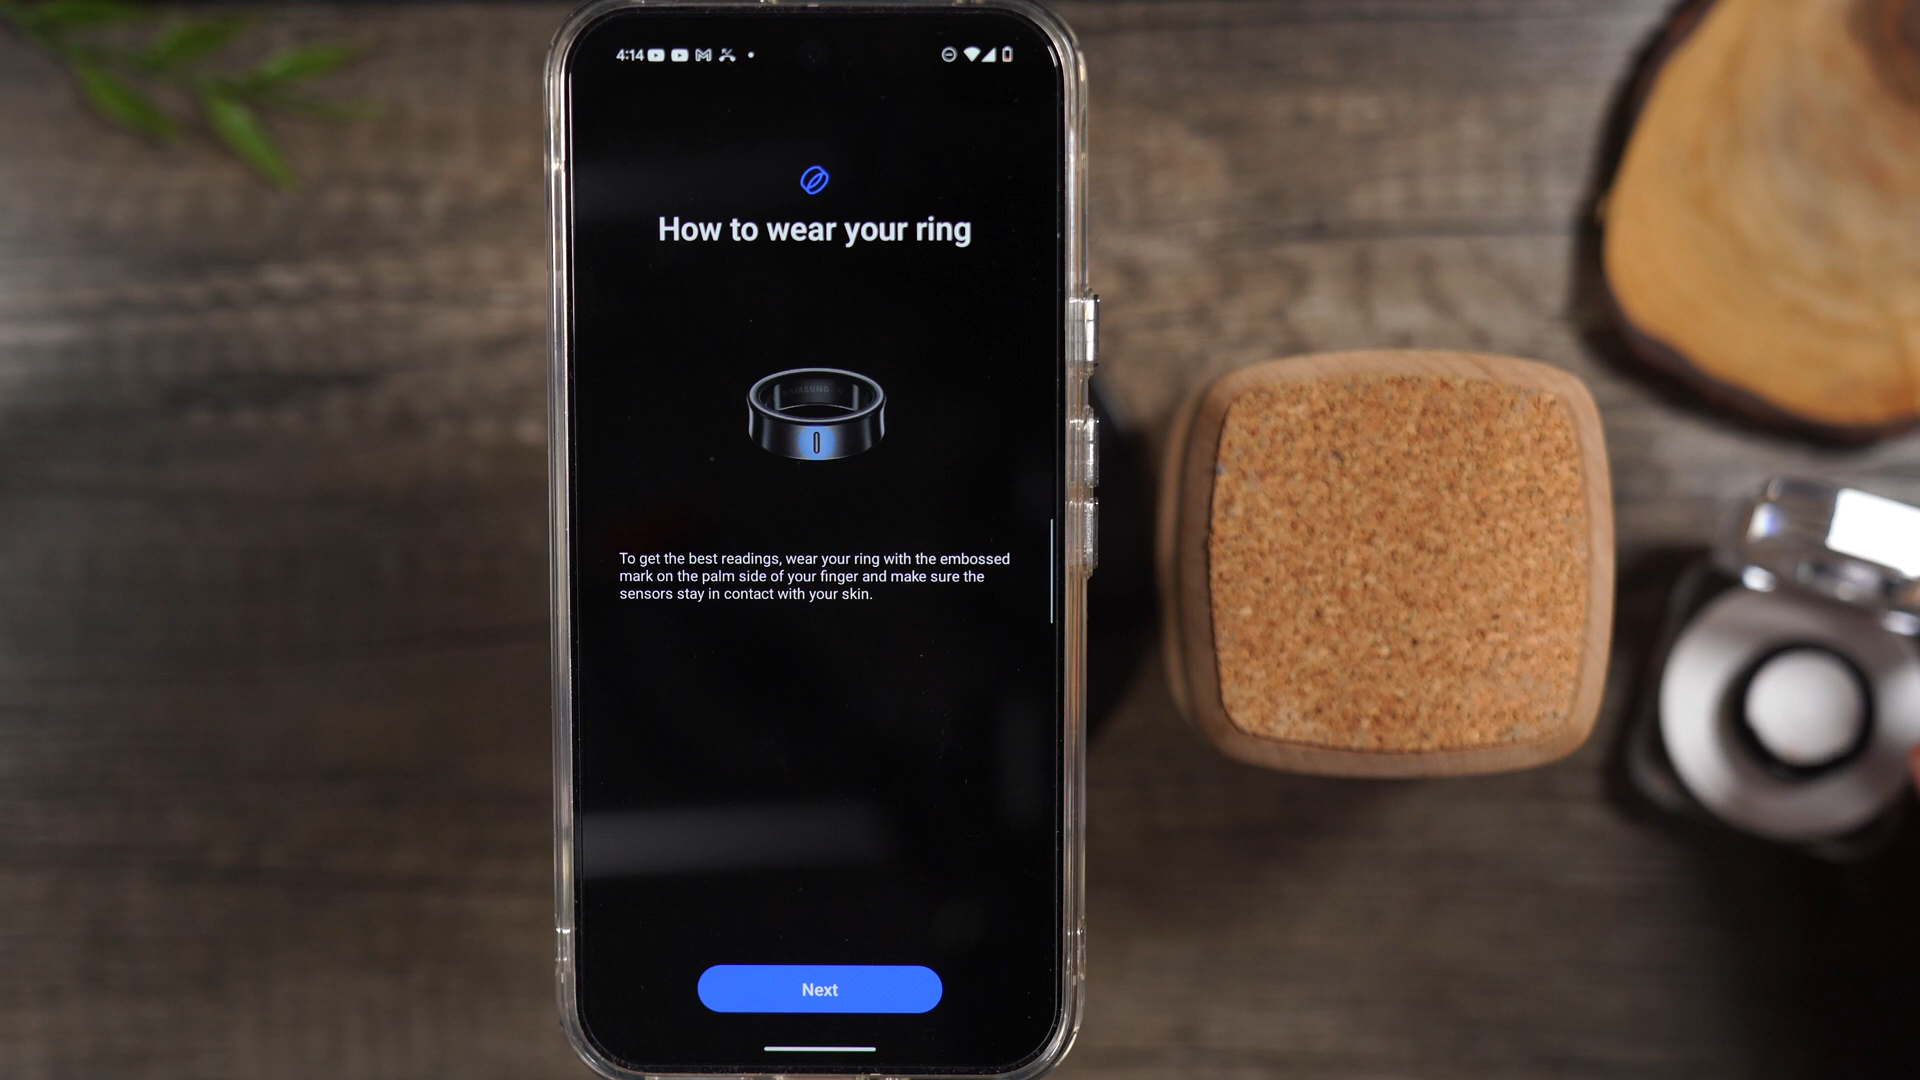 4:14
How to wear your ring
SAMSUNG
To get the best readings, wear your ring with the embossed
mark on the palm side of your finger and make sure the
sensors stay in contact with your skin.
Next